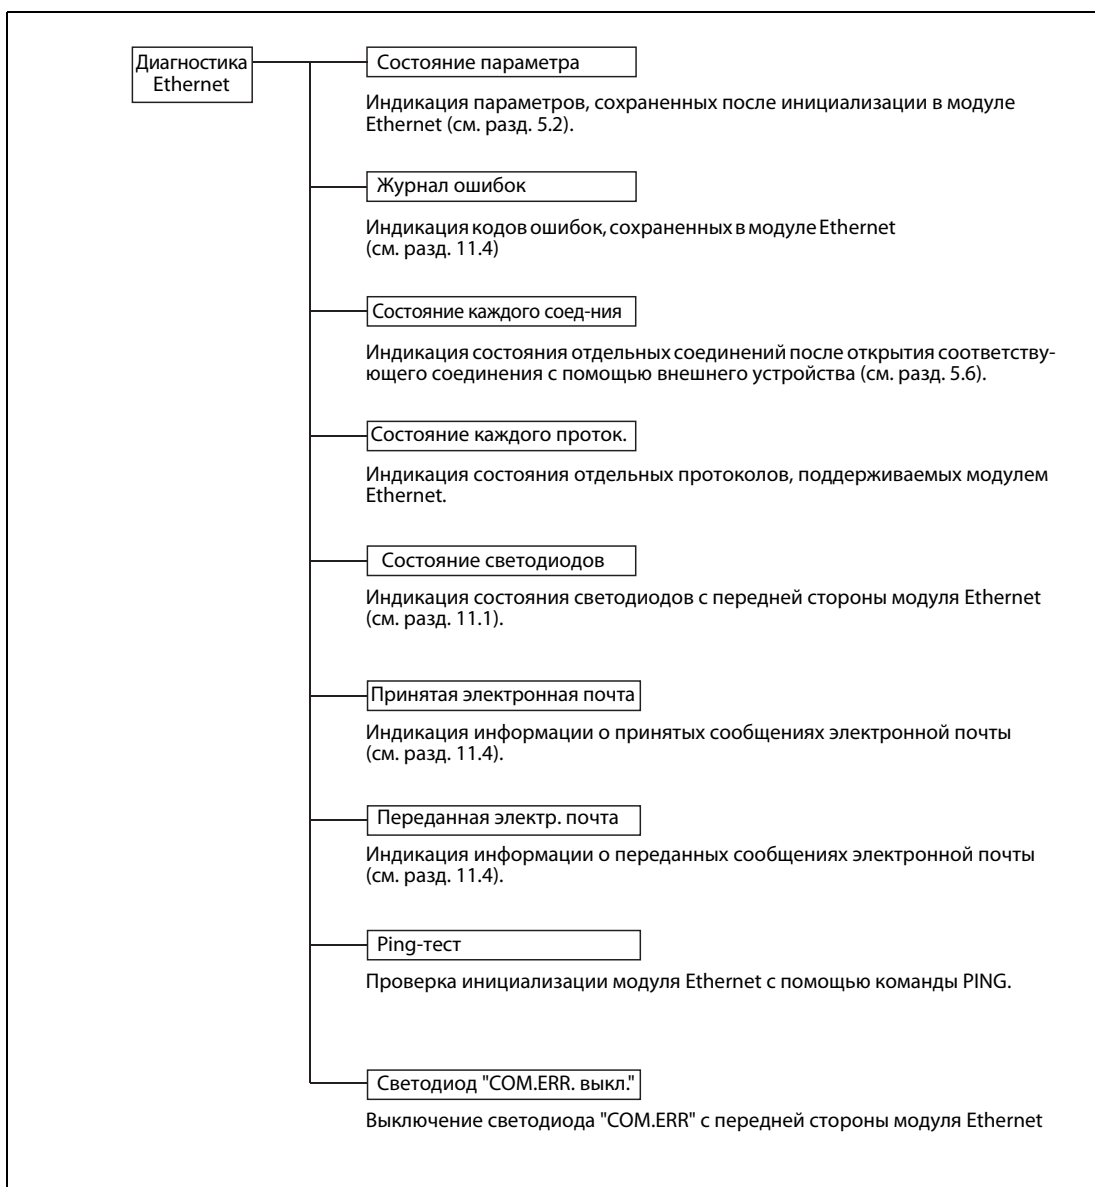 Диагностика
Ethernet
Состояние параметра
Индикация параметров, сохраненных после инициализации в модуле
Ethernet (см. разд. 5.2).
Журнал ошибок
Индикация кодов ошибок, сохраненных в модуле Ethernet
(см. разд. 11.4)
Состояние каждого соед-ния
Индикация состояния отдельных соединений после открытия соответству-
ющего соединения с помощью внешнего устройства (см. разд. 5.6).
Состояние каждого проток.
Индикация состояния отдельных протоколов, поддерживаемых модулем
Ethernet.
Состояние светодиодов
Индикация состояния светодиодов с передней стороны модуля Ethernet
(см. разд. 11.1).
Принятая электронная почта
Индикация информации о принятых сообщениях электронной почты
(см. разд. 11.4).
Переданная электр. почта
Индикация информации о переданных сообщениях электронной почты
(см. разд. 11.4).
Ping-тест
Проверка инициализации модуля Ethernet с помощью команды PING.
Светодиод "COM.ERR. выкл."
Выключение светодиода "COM.ERR" с передней стороны модуля Ethernet